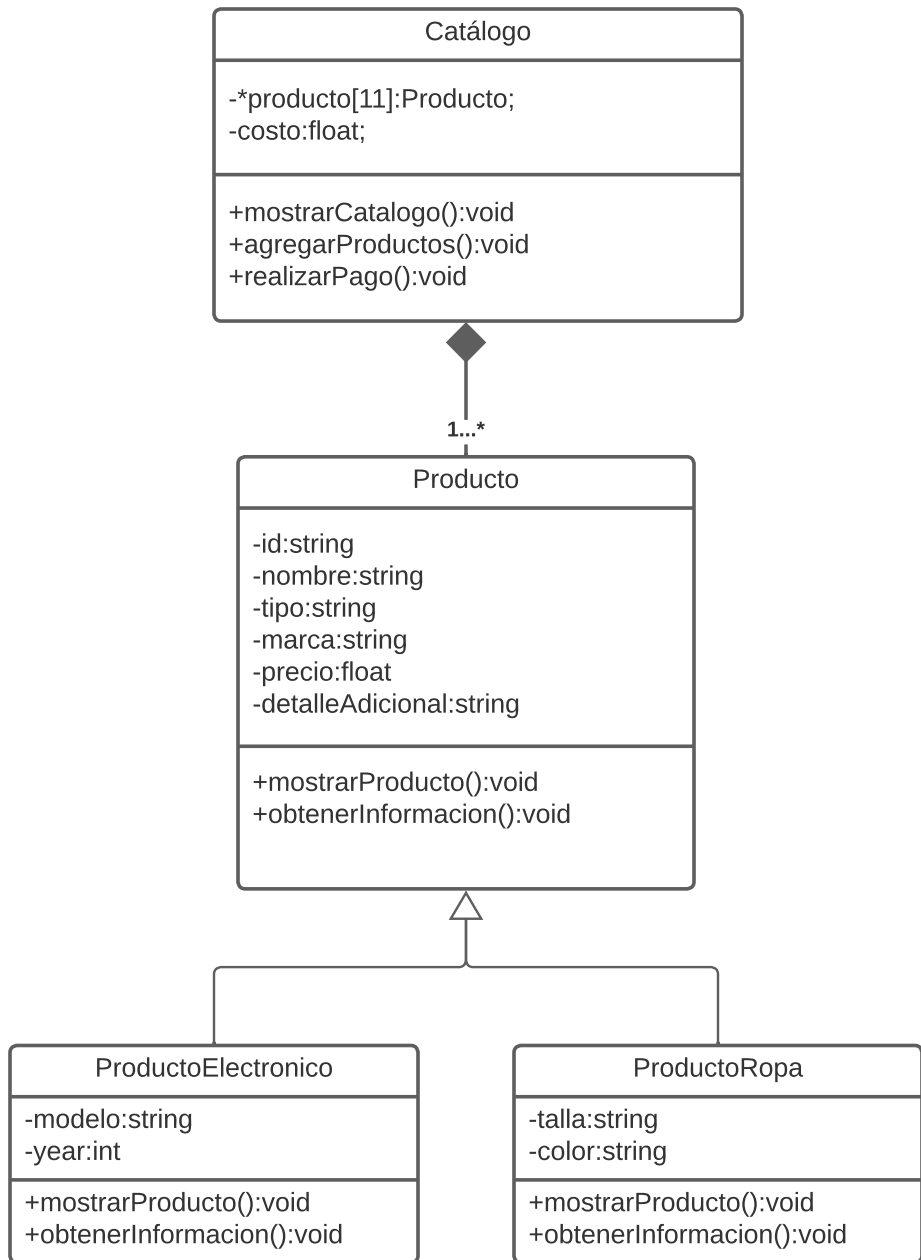 Catálogo
-*producto[11]:Producto;
-costo:float;
+mostrarCatalogo():void
+agregarProductos():void
+realizarPago():void
1...*
Producto
-id:string
-nombre:string
-tipo:string
-marca:string
-precio:float
-detalleAdicional:string
+mostrarProducto():void
+obtenerInformacion():void
ProductoElectronico
-modelo:string
-year:int
+mostrarProducto():void
+obtenerInformacion():void
ProductoRopa
-talla:string
-color:string
+mostrarProducto():void
+obtenerInformacion():void